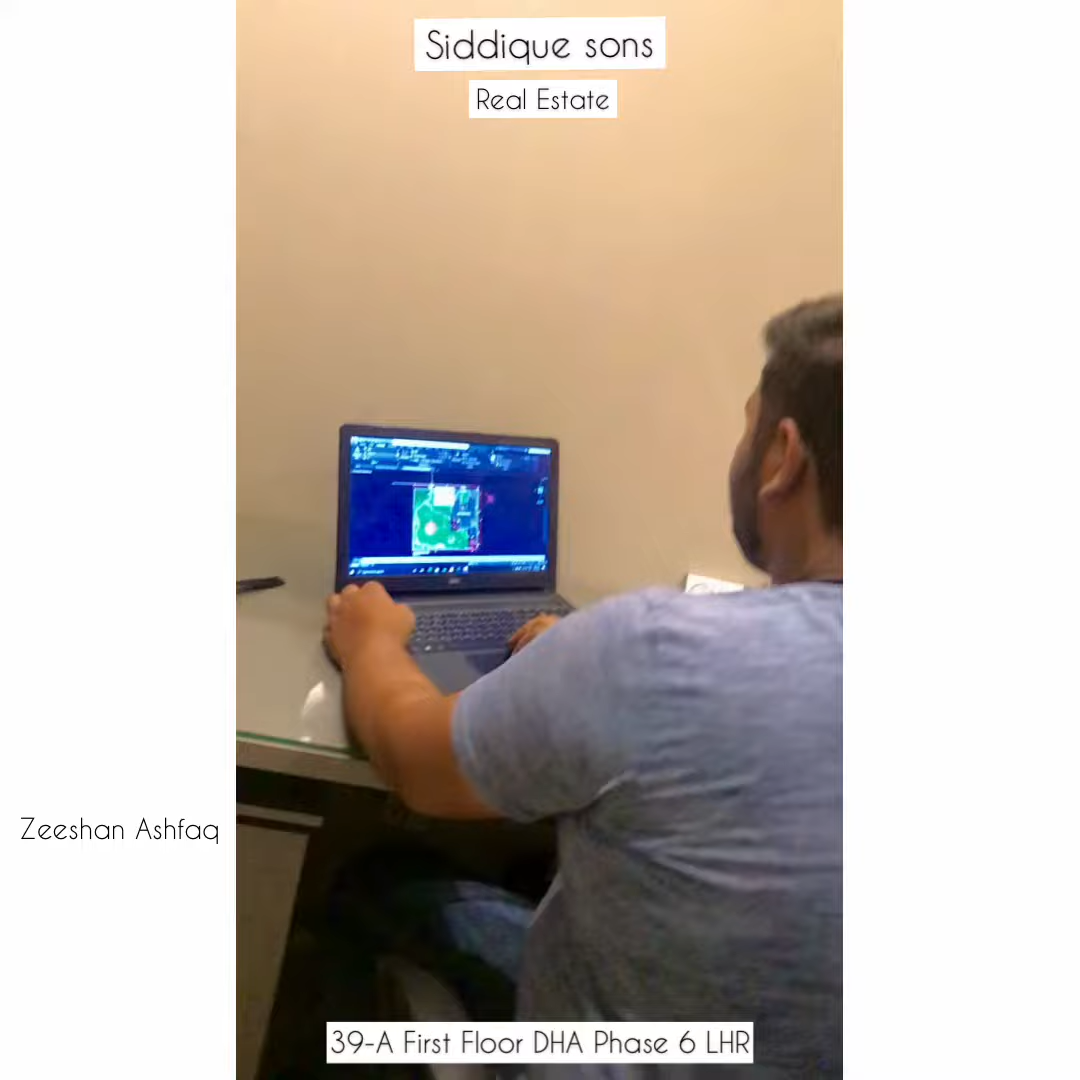 Siddique sons
Real Estate
Zeeshan Ashfaq
39-A First Floor DHA Phase 6 LHR